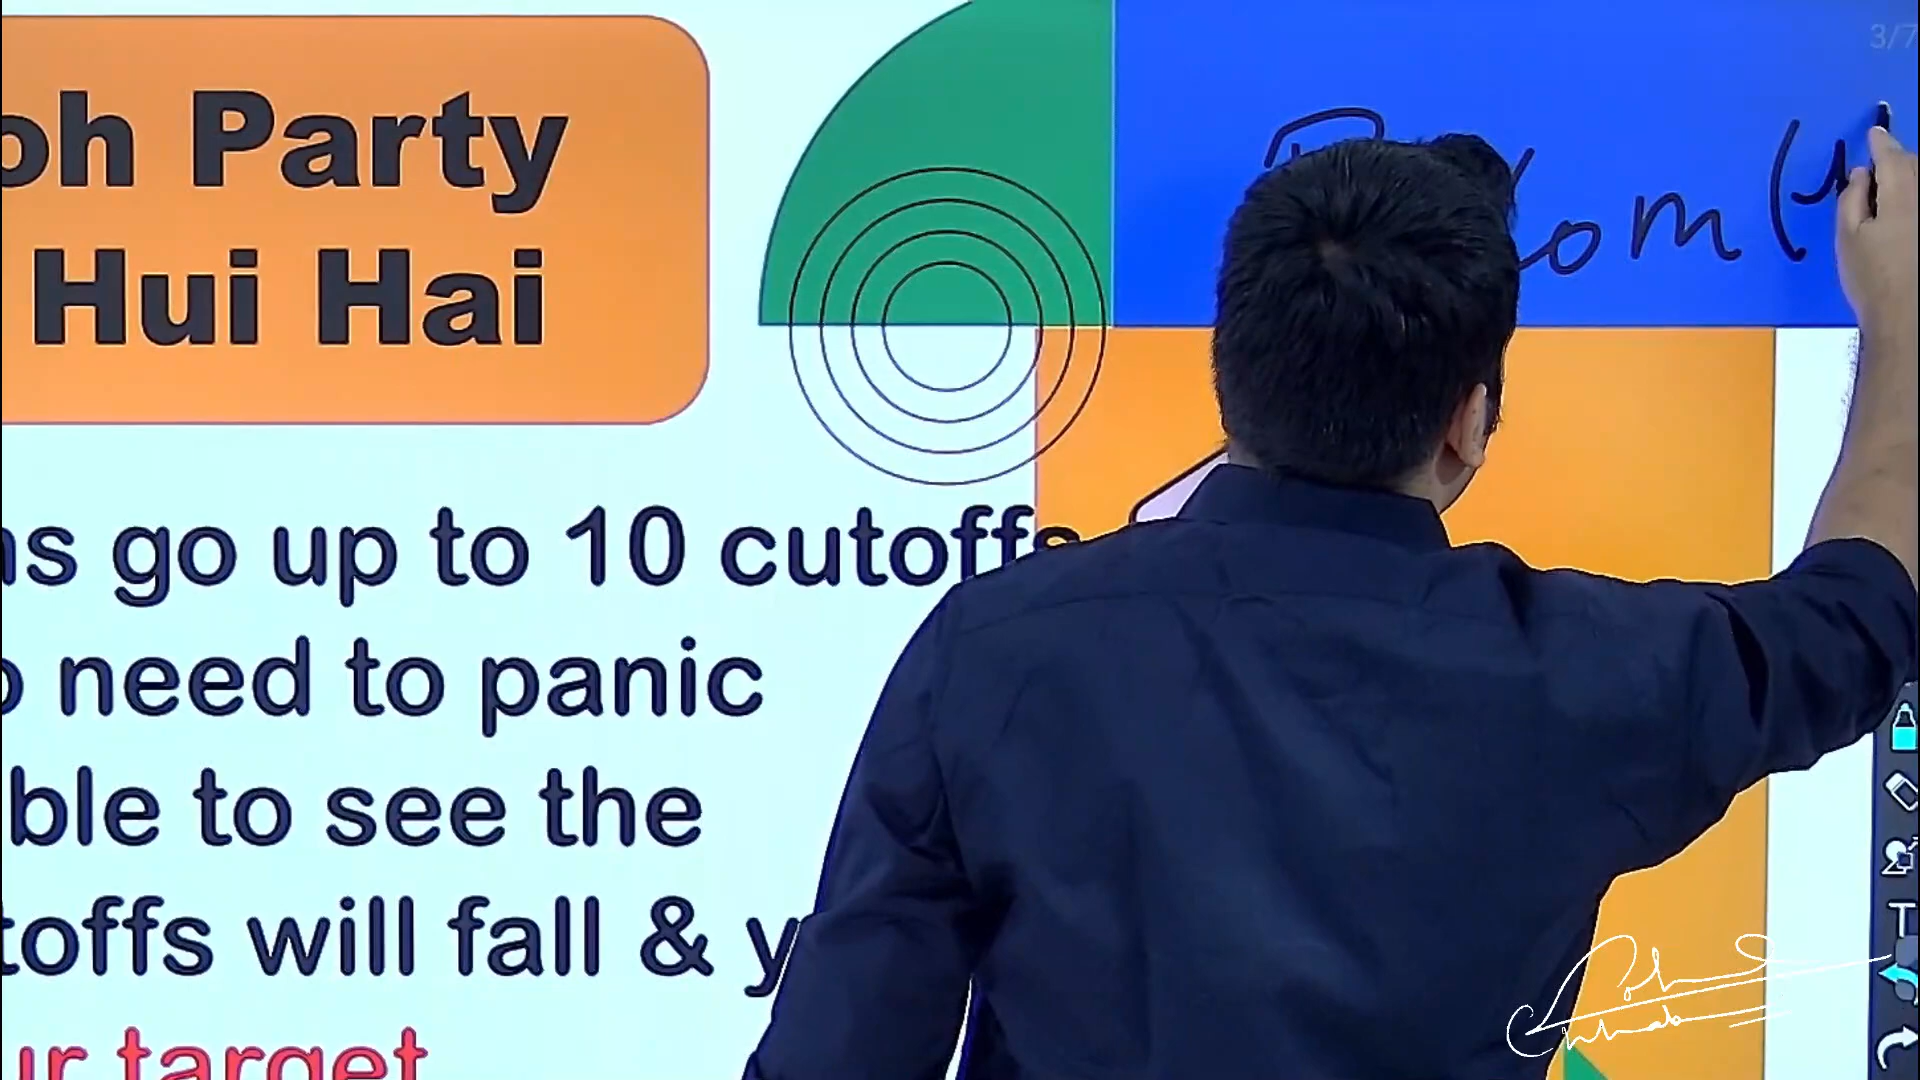 oh Party
Hui Hai
3/7
om (
ns go up to 10 cutoffs
o need to panic
ble to see the
toffs will fall & y
ur target
T